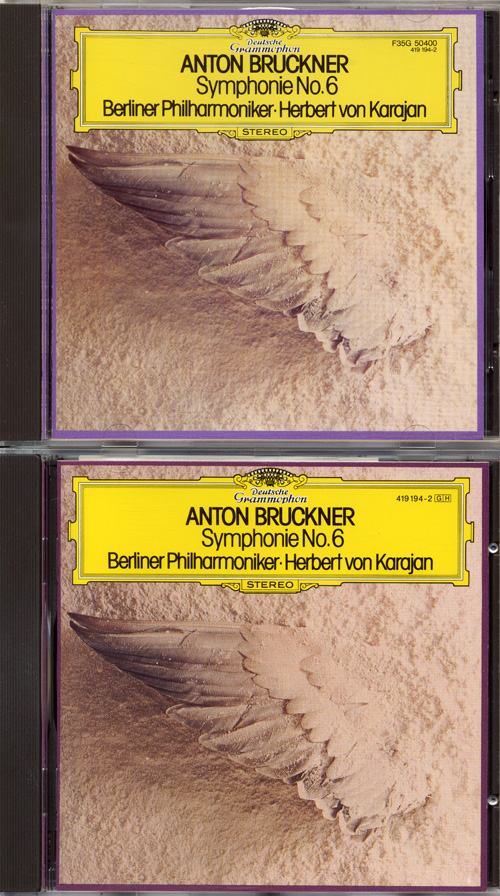 Deutsche
Grammophon
F35G 50400
419 194-2
ANTON BRUCKNER
Symphonie No.6
Berliner Philharmoniker · Herbert von Karajan
STEREO
Deutsche
Grammophon
419 194-2 GH
ANTON BRUCKNER
Symphonie No.6
Berliner Philharmoniker · Herbert von Karajan
STEREO